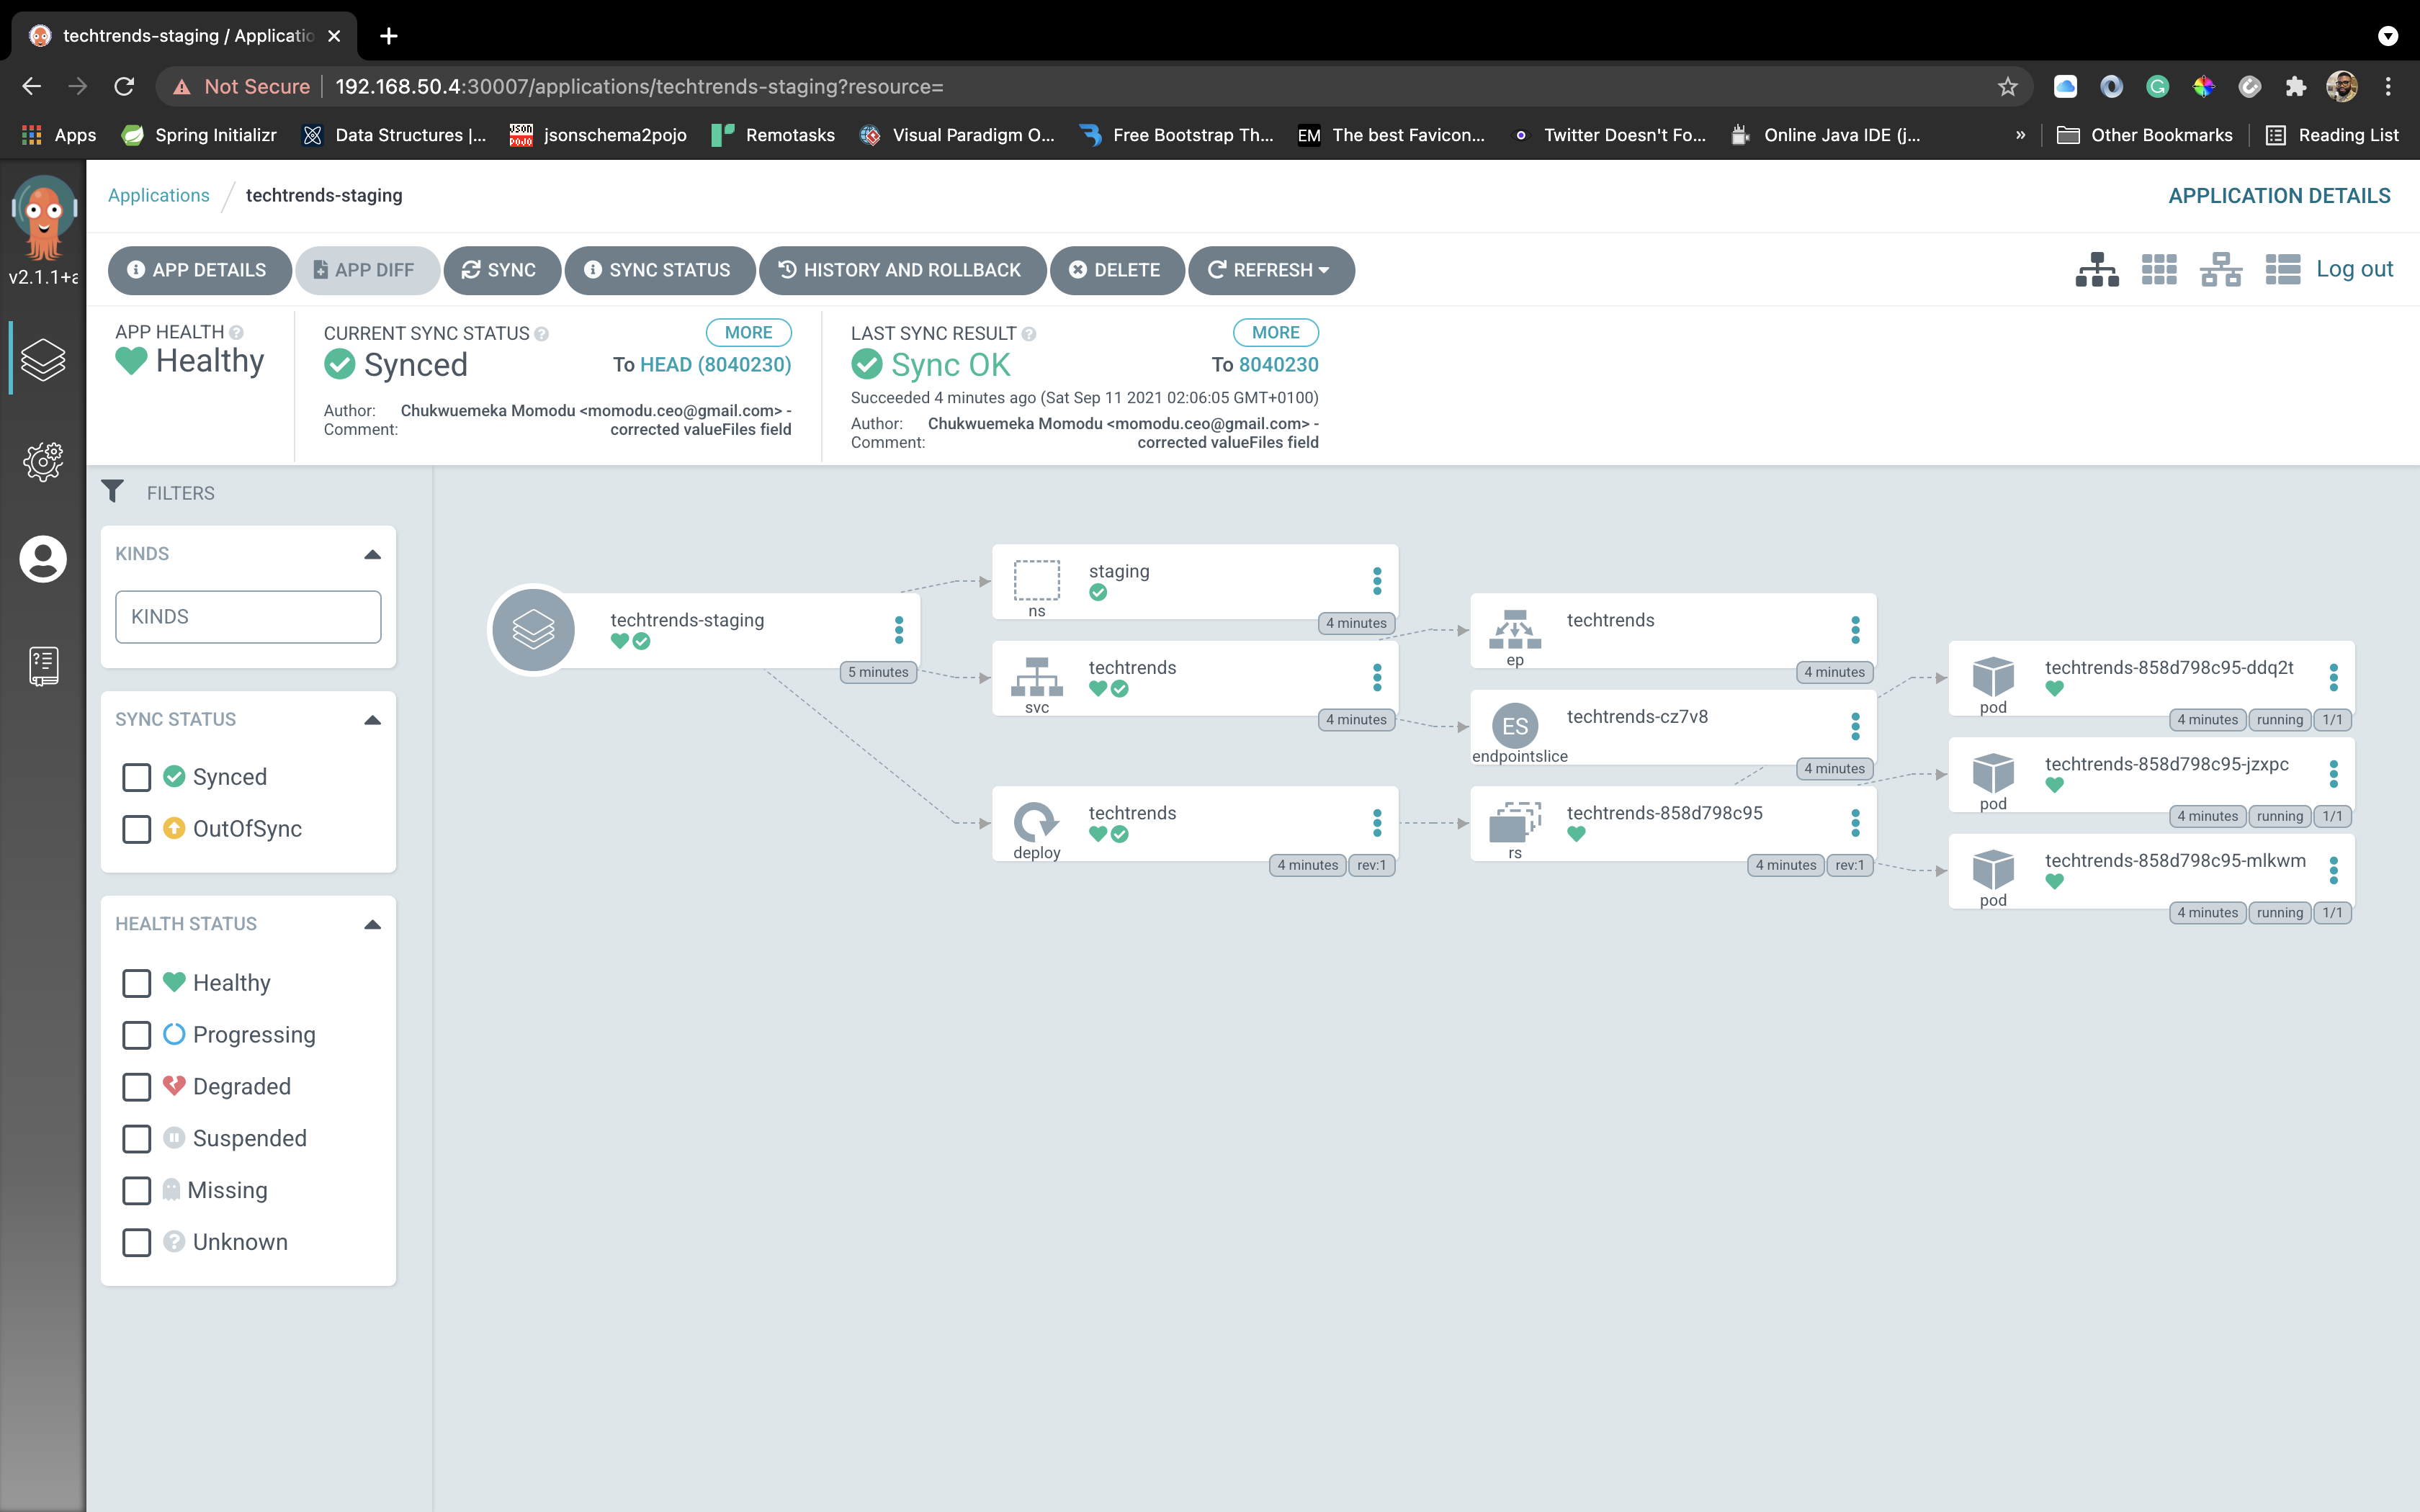 techtrends-staging / Applicatio
Not Secure 192.168.50.4:30007/applications/techtrends-staging?resource=
Apps Spring Initializr Data Structures |... JSON POJO jsonschema2pojo Remotasks Visual Paradigm O... Free Bootstrap Th... EM The best Favicon... Twitter Doesn't Fo... Online Java IDE (j... » Other Bookmarks Reading List
Applications / techtrends-staging APPLICATION DETAILS
v2.1.1+a
APP DETAILS APP DIFF SYNC SYNC STATUS HISTORY AND ROLLBACK DELETE REFRESH Log out
APP HEALTH
Healthy
CURRENT SYNC STATUS MORE
Synced To HEAD (8040230)
Author: Chukwuemeka Momodu <momodu.ceo@gmail.com> -
Comment: corrected valueFiles field
LAST SYNC RESULT MORE
Sync OK To 8040230
Succeeded 4 minutes ago (Sat Sep 11 2021 02:06:05 GMT+0100)
Author: Chukwuemeka Momodu <momodu.ceo@gmail.com> -
Comment: corrected valueFiles field
FILTERS
KINDS
KINDS
SYNC STATUS
Synced
OutOfSync
HEALTH STATUS
Healthy
Progressing
Degraded
Suspended
Missing
Unknown
techtrends-staging
5 minutes
staging
ns
4 minutes
techtrends
svc
4 minutes
techtrends
deploy
4 minutes rev:1
techtrends
ep
4 minutes
ES
techtrends-cz7v8
endpointslice
4 minutes
techtrends-858d798c95
rs
4 minutes rev:1
techtrends-858d798c95-ddq2t
pod
4 minutes running 1/1
techtrends-858d798c95-jzxpc
pod
4 minutes running 1/1
techtrends-858d798c95-mlkwm
pod
4 minutes running 1/1